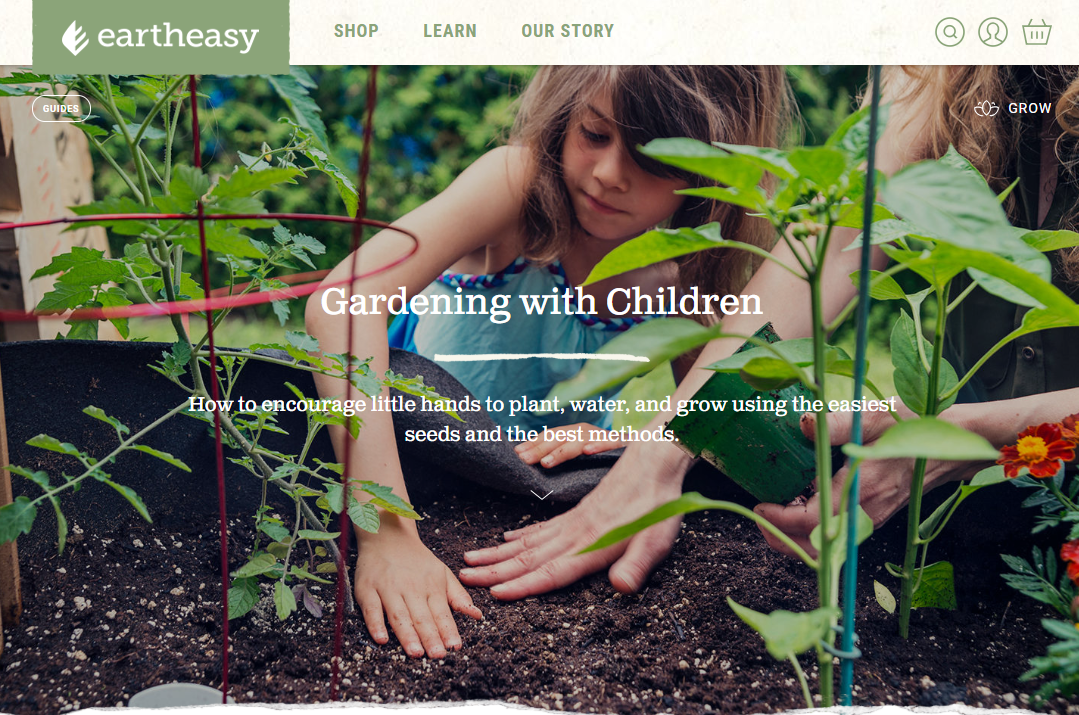 eartheasy
SHOP
LEARN
OUR STORY
GUIDES
GROW
Gardening with Children
How to encourage little hands to plant, water, and grow using the easiest
seeds and the best methods.